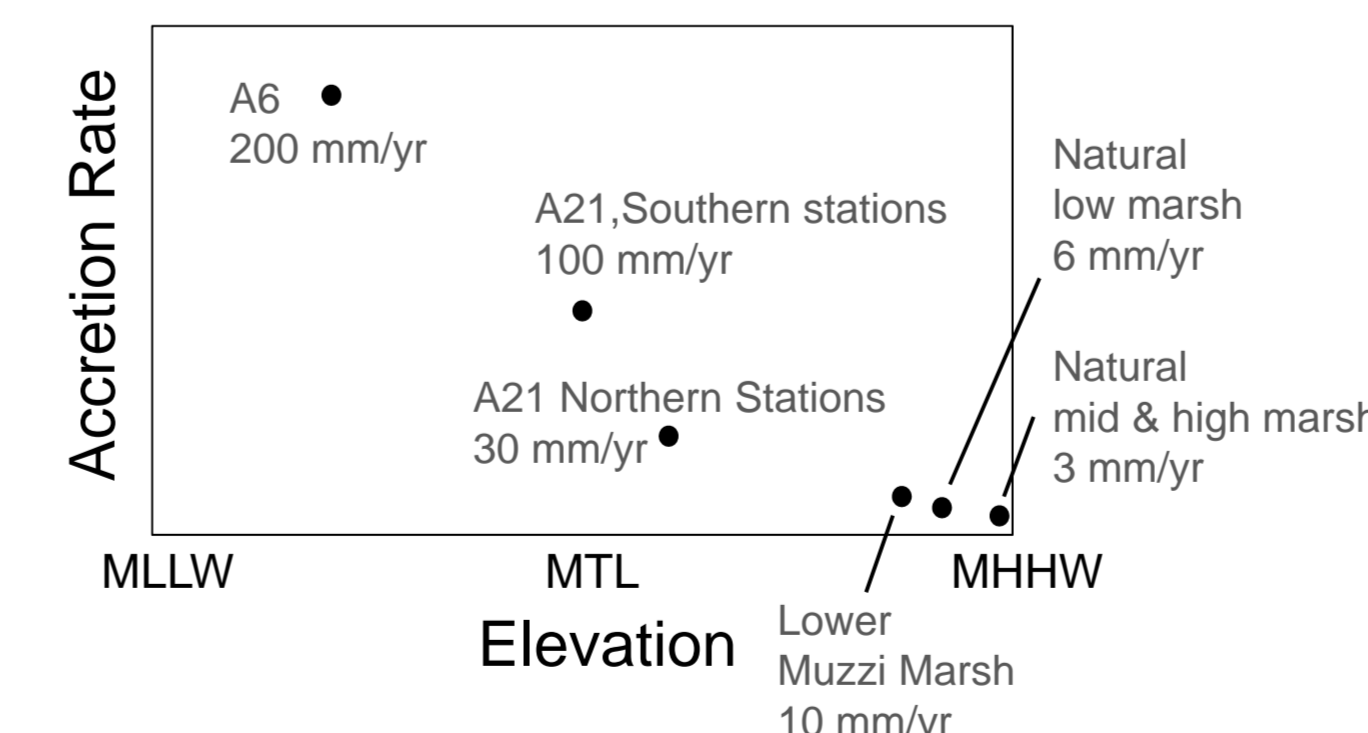 Accretion Rate
A6
200 mm/yr
A21,Southern stations
100 mm/yr
A21 Northern Stations
30 mm/yr
Natural
low marsh
6 mm/yr
Natural
mid & high marsh
3 mm/yr
MLLW
MTL
MHHW
Elevation
Lower
Muzzi Marsh
10 mm/yr